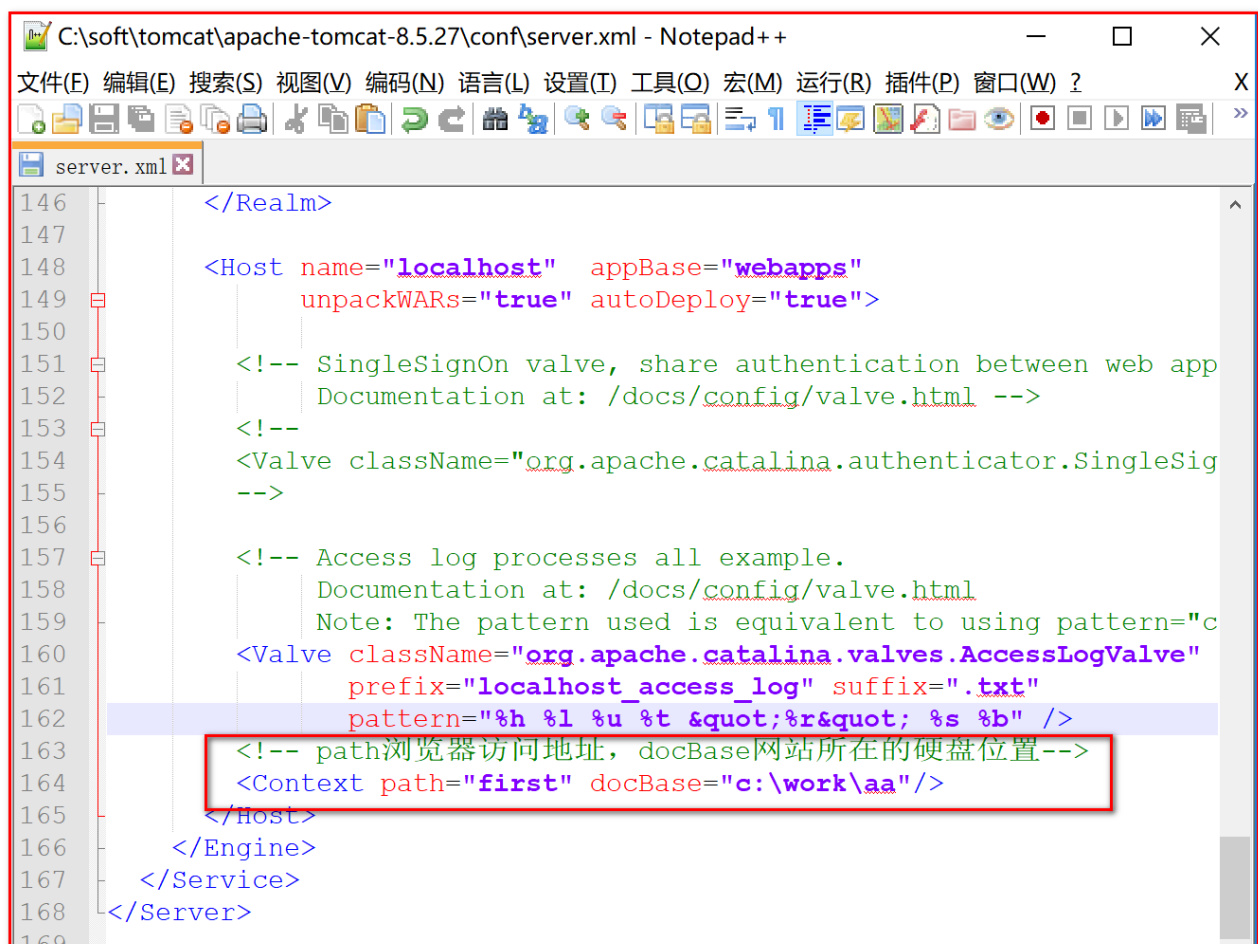 C:\soft\tomcat\apache-tomcat-8.5.27\conf\server.xml - Notepad++
文件(F) 编辑(E) 搜索(S) 视图(V) 编码(N) 语言(L) 设置(T) 工具(O) 宏(M) 运行(R) 插件(P) 窗口(W) ? X
server.xml
146 </Realm>
147
148 <Host name="localhost" appBase="webapps"
149 unpackWARs="true" autoDeploy="true">
150
151 <!-- SingleSignOn valve, share authentication between web app
152 Documentation at: /docs/config/valve.html -->
153 <!--
154 <Valve className="org.apache.catalina.authenticator.SingleSig
155 -->
156
157 <!-- Access log processes all example.
158 Documentation at: /docs/config/valve.html
159 Note: The pattern used is equivalent to using pattern="c
160 <Valve className="org.apache.catalina.valves.AccessLogValve"
161 prefix="localhost_access_log" suffix=".txt"
162 pattern="%h %l %u %t &quot;%r&quot; %s %b" />
163 <!-- path浏览器访问地址，docBase网站所在的硬盘位置-->
164 <Context path="first" docBase="c:\work\aa"/>
165 </Host>
166 </Engine>
167 </Service>
168 </Server>
169